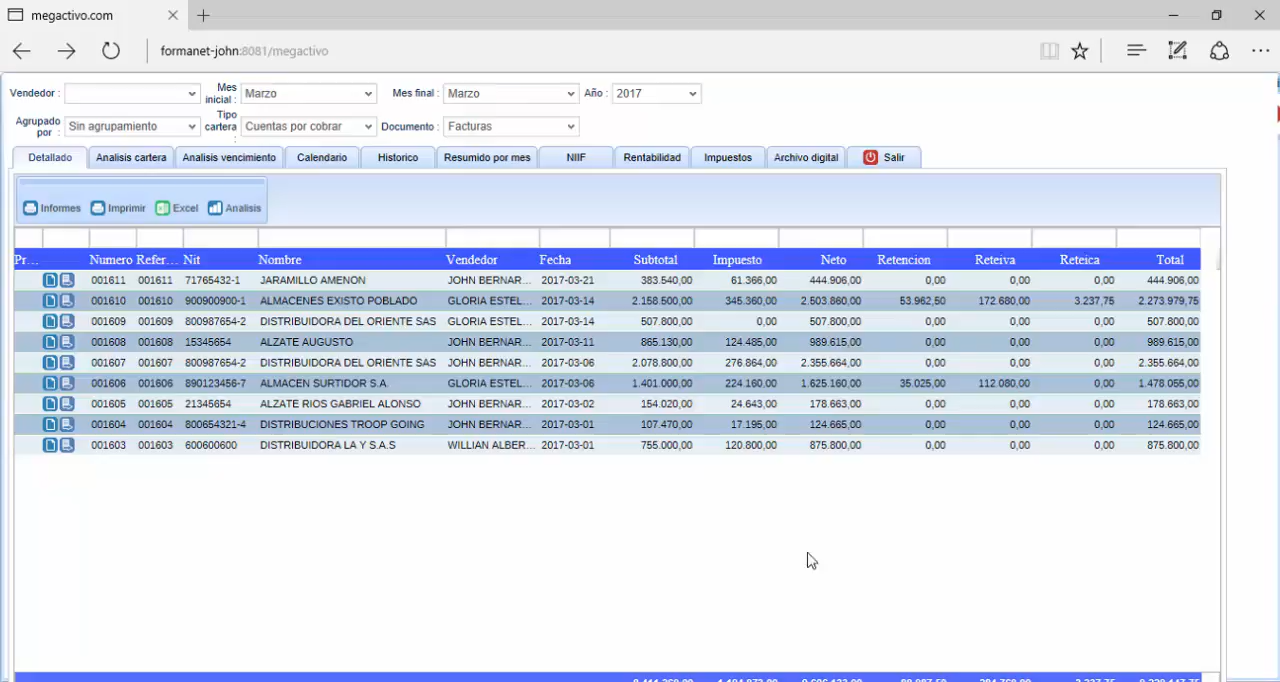 megactivo.com
formanet-john:8081/megactivo
Vendedor :
Mes inicial : Marzo
Mes final : Marzo
Año : 2017
Agrupado por : Sin agrupamiento
Tipo cartera : Cuentas por cobrar
Documento : Facturas
Detallado Analisis cartera Analisis vencimiento Calendario Historico Resumido por mes NIIF Rentabilidad Impuestos Archivo digital Salir
Informes Imprimir Excel Analisis
Pr... Numero Refer... Nit Nombre Vendedor Fecha Subtotal Impuesto Neto Retencion Reteiva Reteica Total
001611 001611 71765432-1 JARAMILLO AMENON JOHN BERNAR... 2017-03-21 383.540,00 61.366,00 444.906,00 0,00 0,00 0,00 444.906,00
001610 001610 900900900-1 ALMACENES EXISTO POBLADO GLORIA ESTEL... 2017-03-14 2.158.500,00 345.360,00 2.503.860,00 53.962,50 172.680,00 3.237,75 2.273.979,75
001609 001609 800987654-2 DISTRIBUIDORA DEL ORIENTE SAS GLORIA ESTEL... 2017-03-14 507.800,00 0,00 507.800,00 0,00 0,00 0,00 507.800,00
001608 001608 15345654 ALZATE AUGUSTO JOHN BERNAR... 2017-03-11 865.130,00 124.485,00 989.615,00 0,00 0,00 0,00 989.615,00
001607 001607 800987654-2 DISTRIBUIDORA DEL ORIENTE SAS JOHN BERNAR... 2017-03-06 2.078.800,00 276.864,00 2.355.664,00 0,00 0,00 0,00 2.355.664,00
001606 001606 890123456-7 ALMACEN SURTIDOR S.A. GLORIA ESTEL... 2017-03-06 1.401.000,00 224.160,00 1.625.160,00 35.025,00 112.080,00 0,00 1.478.055,00
001605 001605 21345654 ALZATE RIOS GABRIEL ALONSO JOHN BERNAR... 2017-03-02 154.020,00 24.643,00 178.663,00 0,00 0,00 0,00 178.663,00
001604 001604 800654321-4 DISTRIBUCIONES TROOP GOING JOHN BERNAR... 2017-03-01 107.470,00 17.195,00 124.665,00 0,00 0,00 0,00 124.665,00
001603 001603 600600600 DISTRIBUIDORA LA Y S.A.S WILLIAN ALBER... 2017-03-01 755.000,00 120.800,00 875.800,00 0,00 0,00 0,00 875.800,00